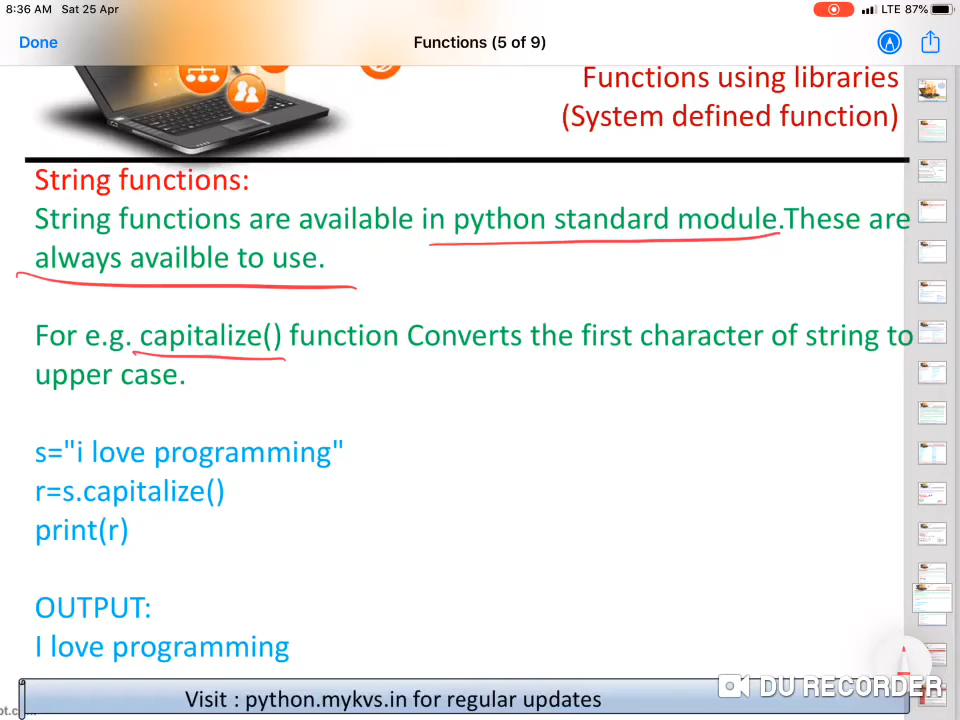 8:36 AM Sat 25 Apr
LTE 87%
Done
Functions (5 of 9)
Functions using libraries
(System defined function)
String functions:
String functions are available in python standard module.These are
always availble to use.
For e.g. capitalize() function Converts the first character of string to
upper case.
s="i love programming"
r=s.capitalize()
print(r)
OUTPUT:
I love programming
Visit : python.mykvs.in for regular updates
DU RECORDER